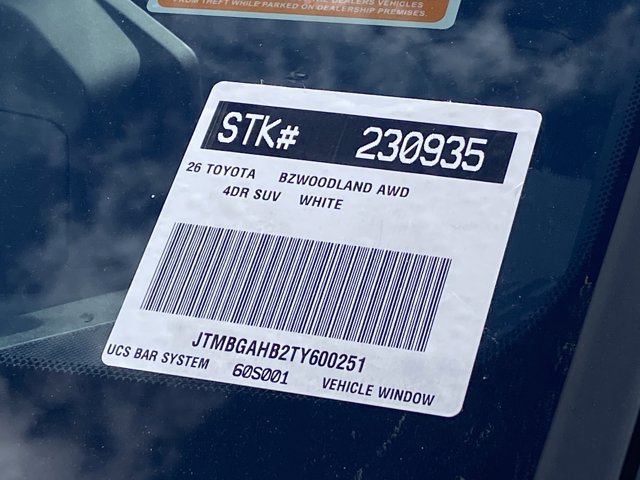 FROM THEFT WHILE PARKED ON DEALERSHIP PREMISES.
STK# 230935
26 TOYOTA BZWOODLAND AWD
4DR SUV WHITE
JTMBGAHB2TY600251
UCS BAR SYSTEM 60S001 VEHICLE WINDOW